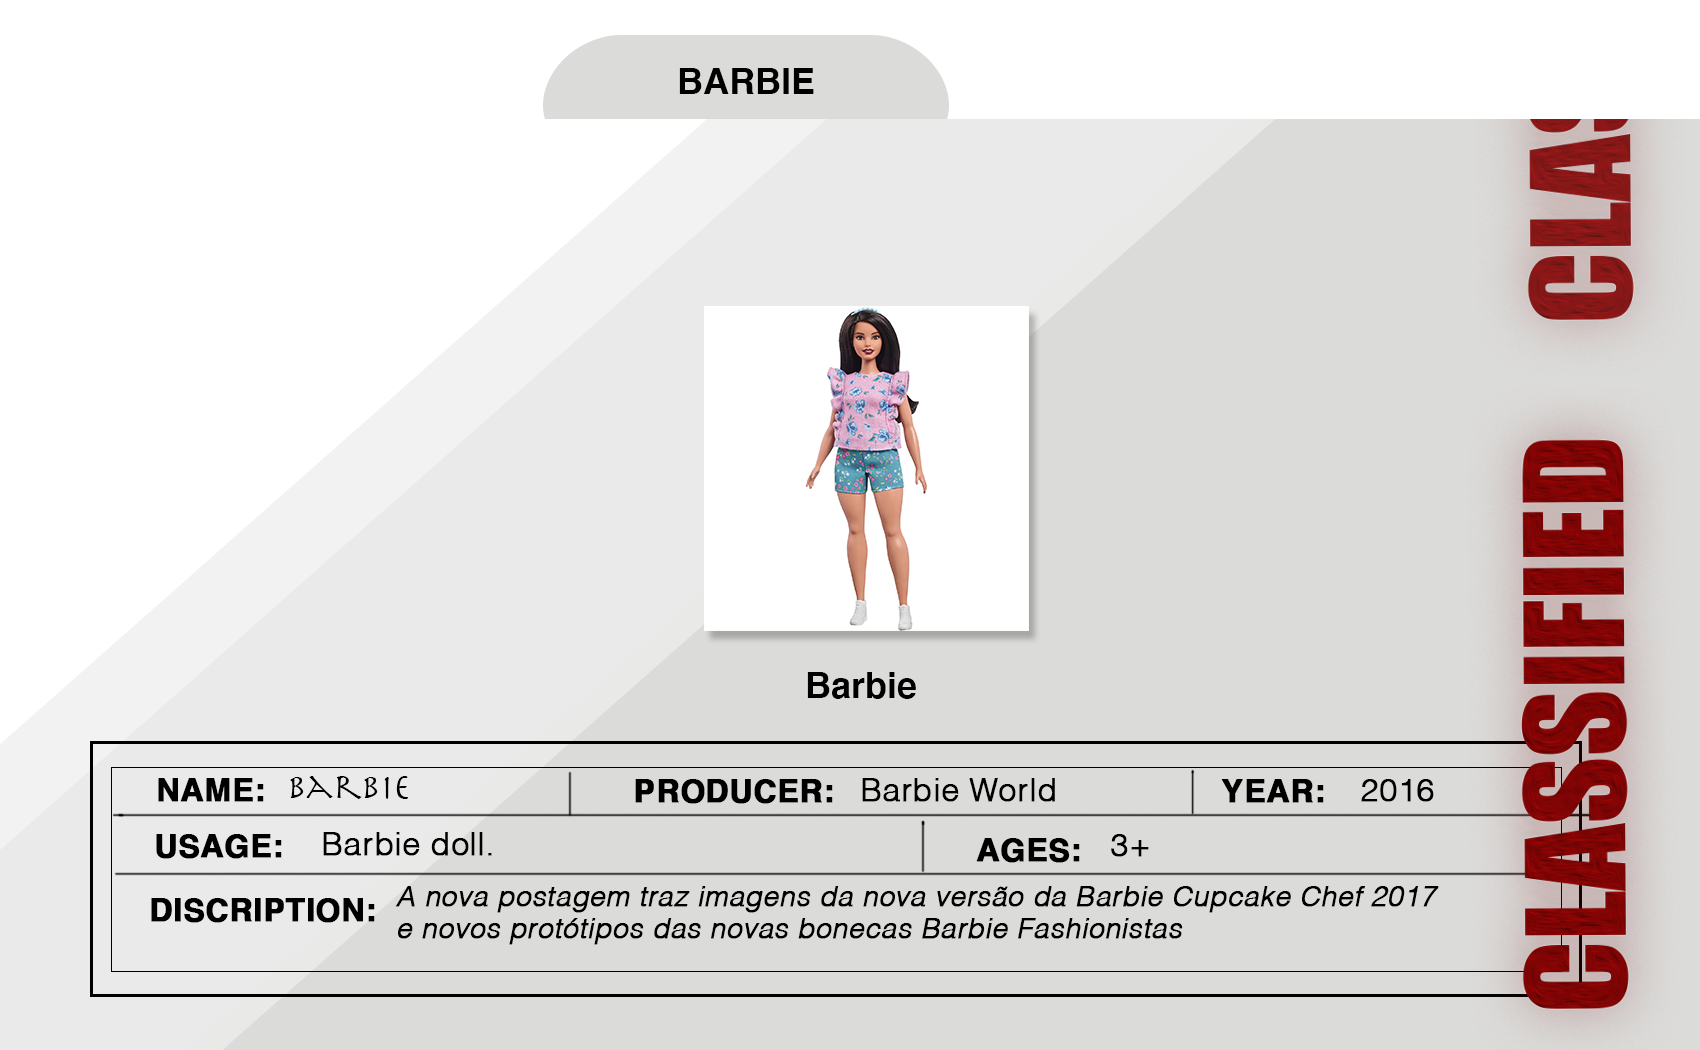 BARBIE
CLAS
CLASSIFIED
Barbie
NAME: BARBIE PRODUCER: Barbie World YEAR: 2016
USAGE: Barbie doll. AGES: 3+
DISCRIPTION: A nova postagem traz imagens da nova versão da Barbie Cupcake Chef 2017
e novos protótipos das novas bonecas Barbie Fashionistas